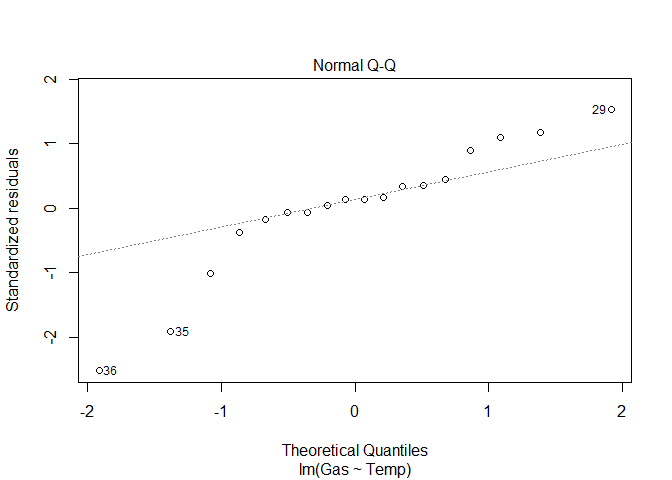 Normal Q-Q
2
1
0
-1
-2
Standardized residuals
29
35
36
-2 -1 0 1 2
Theoretical Quantiles
lm(Gas ~ Temp)